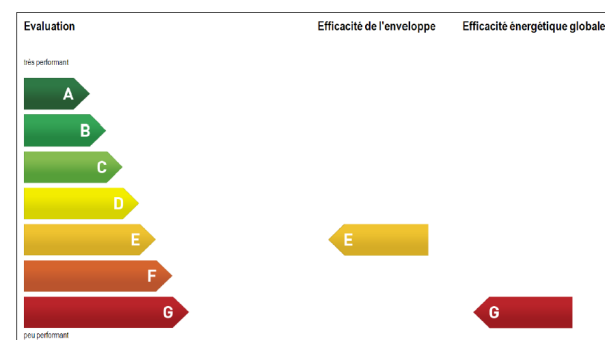 Evaluation Efficacité de l'enveloppe Efficacité énergétique globale
très performant
A
B
C
D
E E
F
G G
peu performant